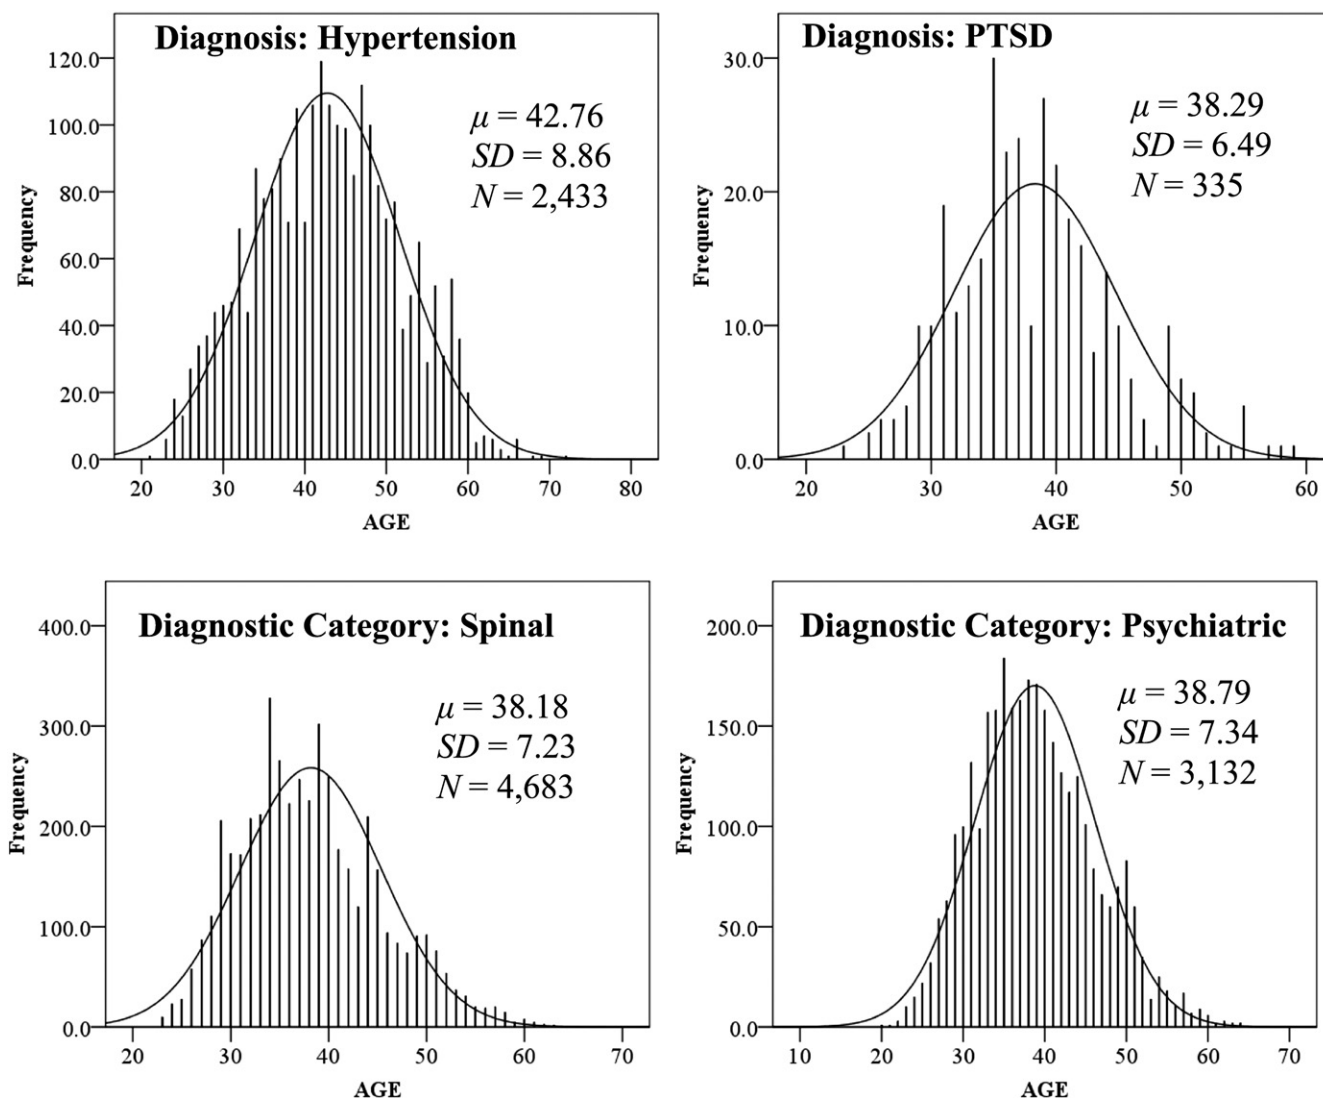 Diagnosis: Hypertension
120.0
100.0
80.0
60.0
40.0
20.0
0.0
Frequency
μ = 42.76
SD = 8.86
N = 2,433
20 30 40 50 60 70 80
AGE
Diagnosis: PTSD
30.0
20.0
10.0
0.0
Frequency
μ = 38.29
SD = 6.49
N = 335
20 30 40 50 60
AGE
Diagnostic Category: Spinal
400.0
300.0
200.0
100.0
0.0
Frequency
μ = 38.18
SD = 7.23
N = 4,683
20 30 40 50 60 70
AGE
Diagnostic Category: Psychiatric
200.0
150.0
100.0
50.0
0.0
Frequency
μ = 38.79
SD = 7.34
N = 3,132
10 20 30 40 50 60 70
AGE